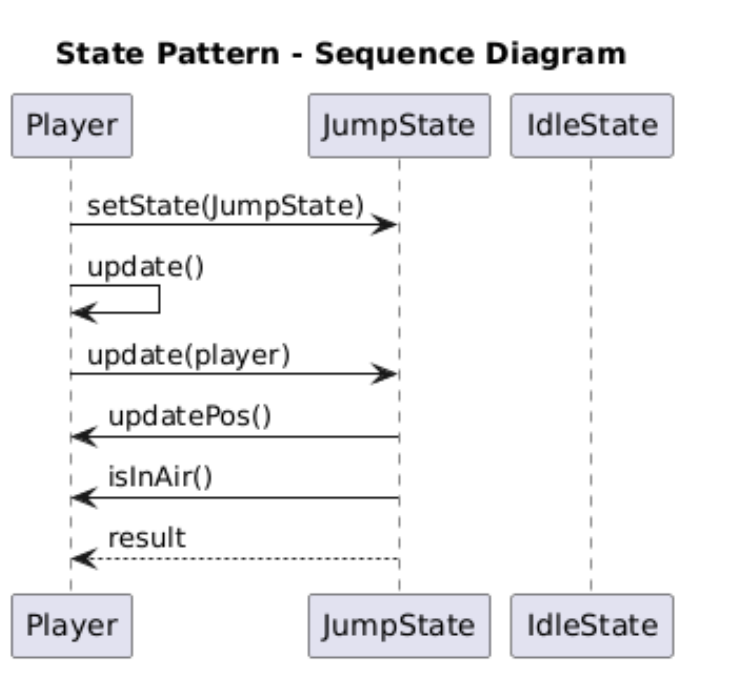 State Pattern - Sequence Diagram
Player JumpState IdleState
setState(JumpState)
update()
update(player)
updatePos()
isInAir()
result
Player JumpState IdleState